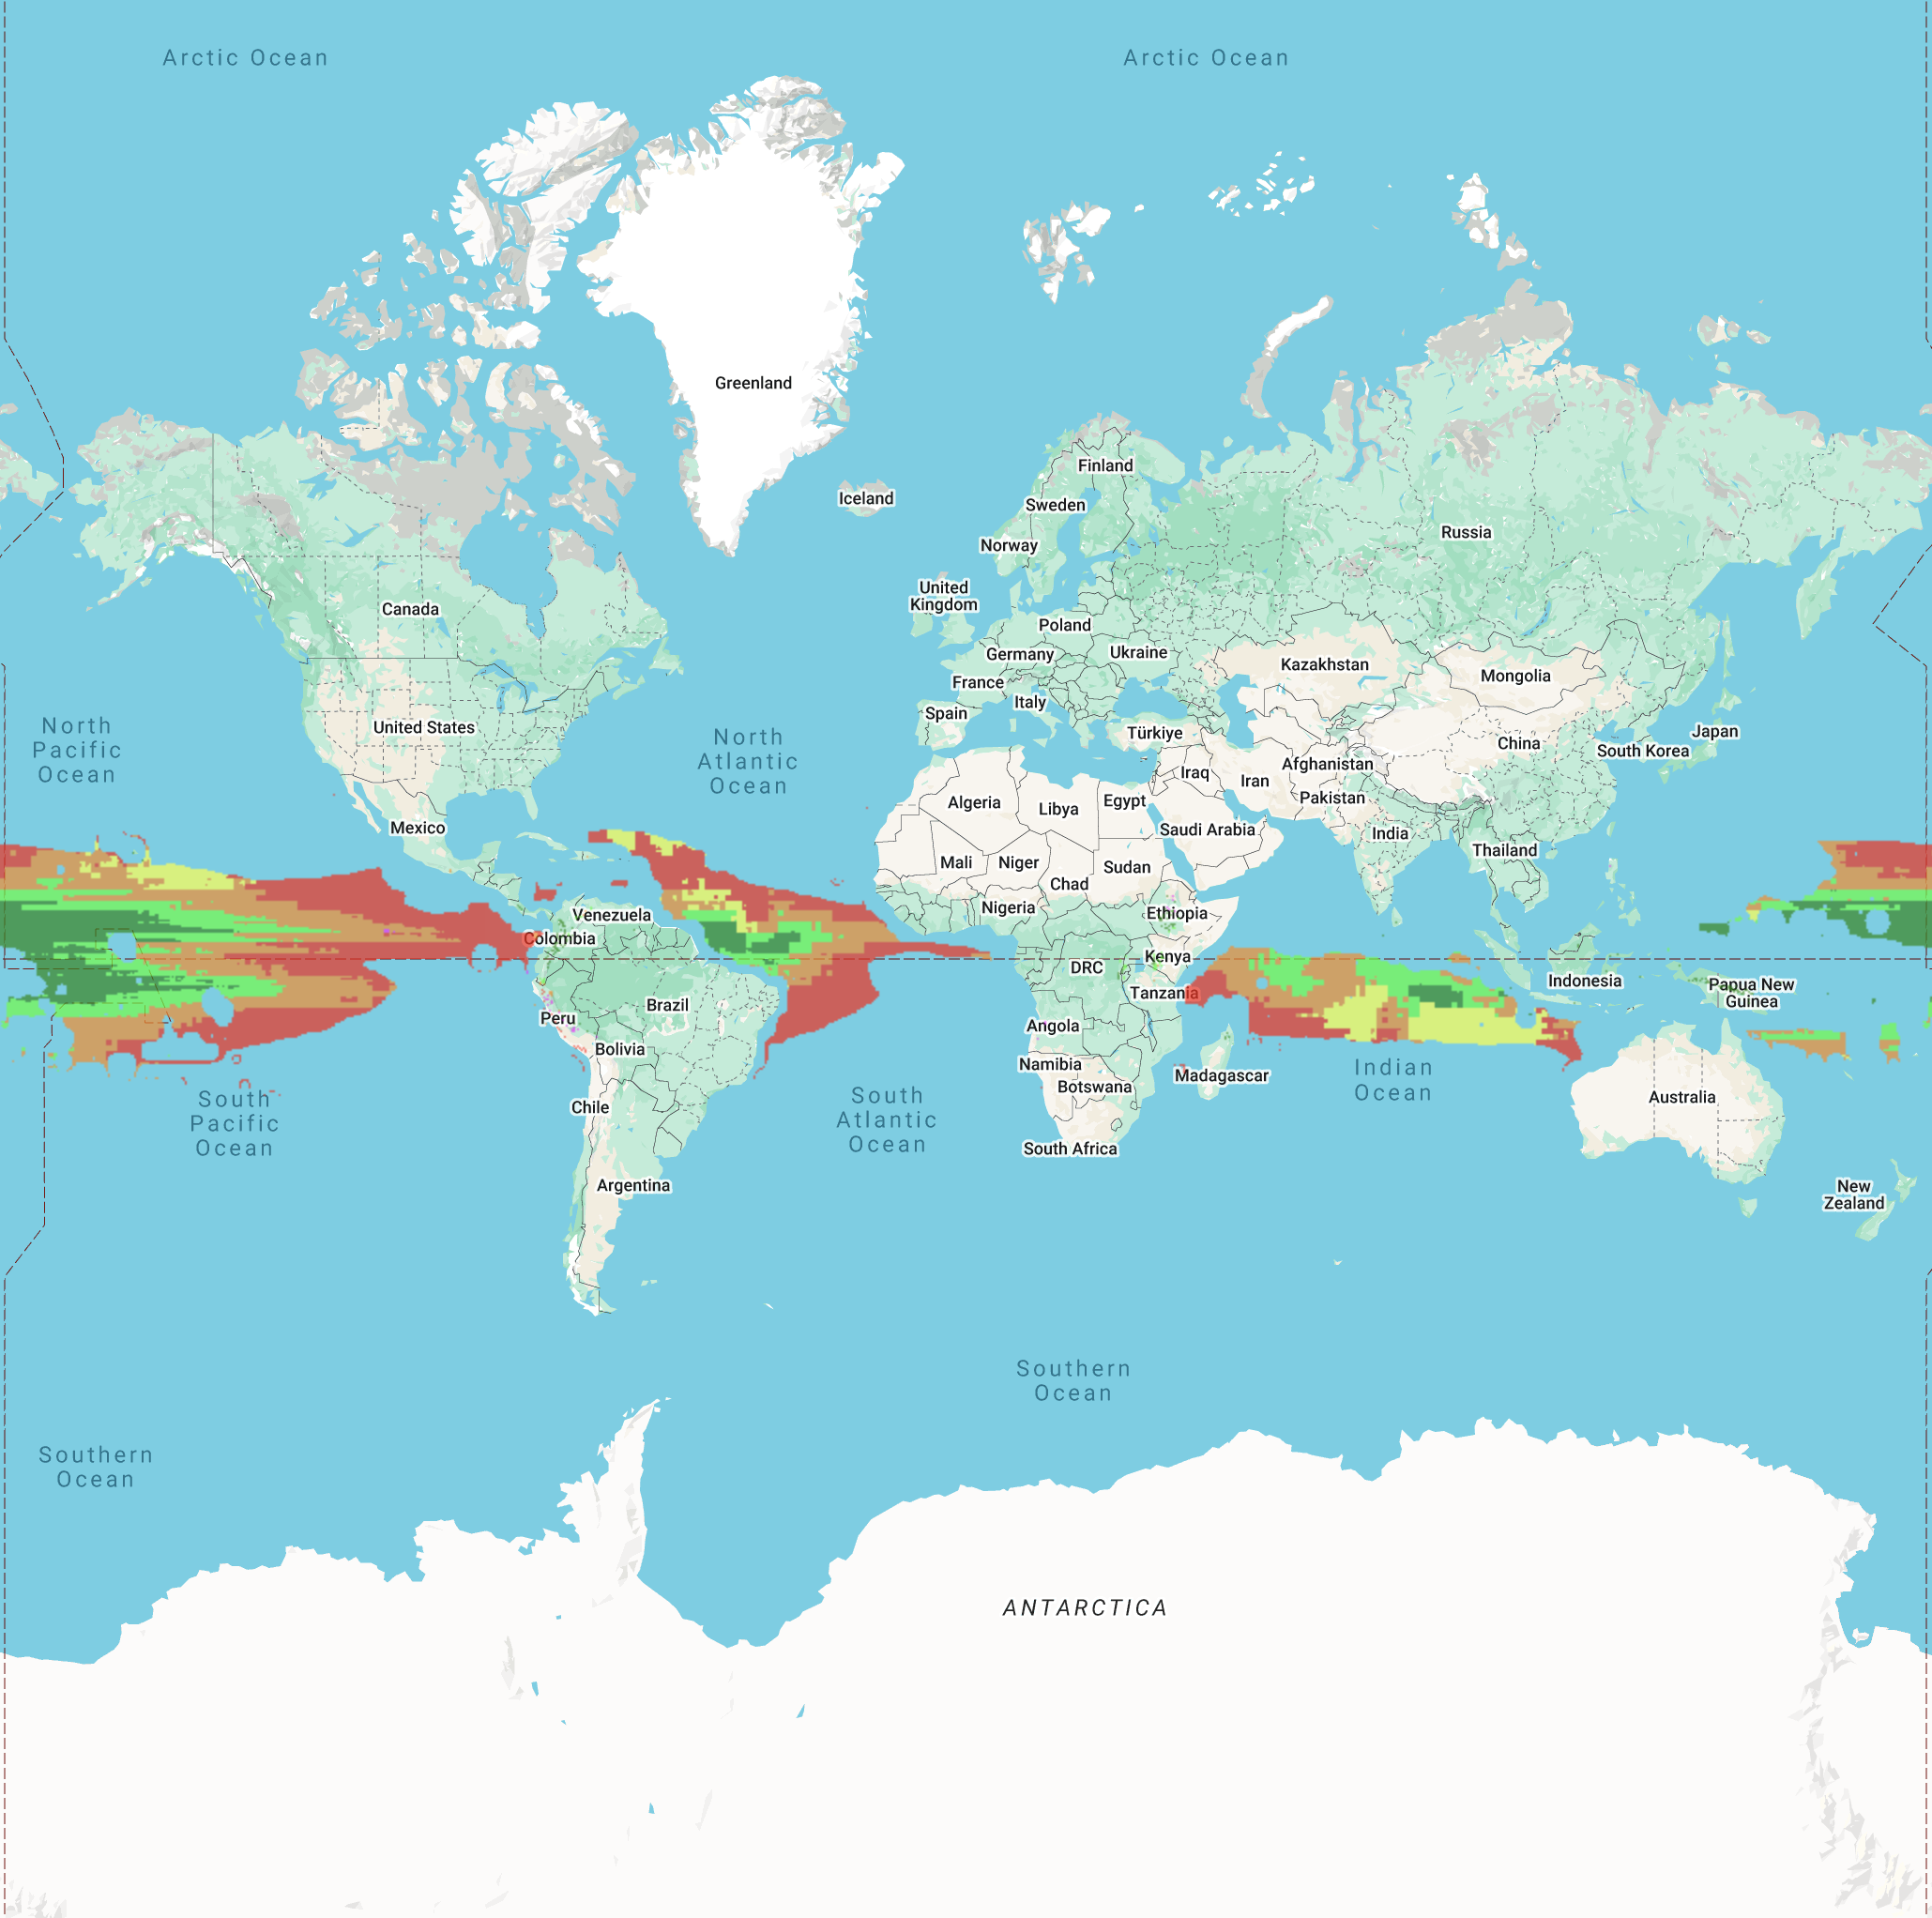 Arctic Ocean
Arctic Ocean
Greenland
Iceland
Finland
Sweden
Norway
Russia
United
Kingdom
Canada
Poland
Germany
Ukraine
France
Italy
Spain
Kazakhstan
Mongolia
North
Pacific
Ocean
United States
North
Atlantic
Ocean
Türkiye
China
Japan
South Korea
Iraq
Iran
Afghanistan
Pakistan
Algeria
Libya
Egypt
Saudi Arabia
India
Mexico
Thailand
Mali
Niger
Sudan
Chad
Venezuela
Nigeria
Ethiopia
Colombia
DRC
Kenya
Indonesia
Papua New
Guinea
Tanzania
Brazil
Peru
Angola
Bolivia
Namibia
Botswana
Madagascar
Indian
Ocean
Australia
Chile
South
Pacific
Ocean
South
Atlantic
Ocean
South Africa
Argentina
New
Zealand
Southern
Ocean
Southern
Ocean
ANTARCTICA